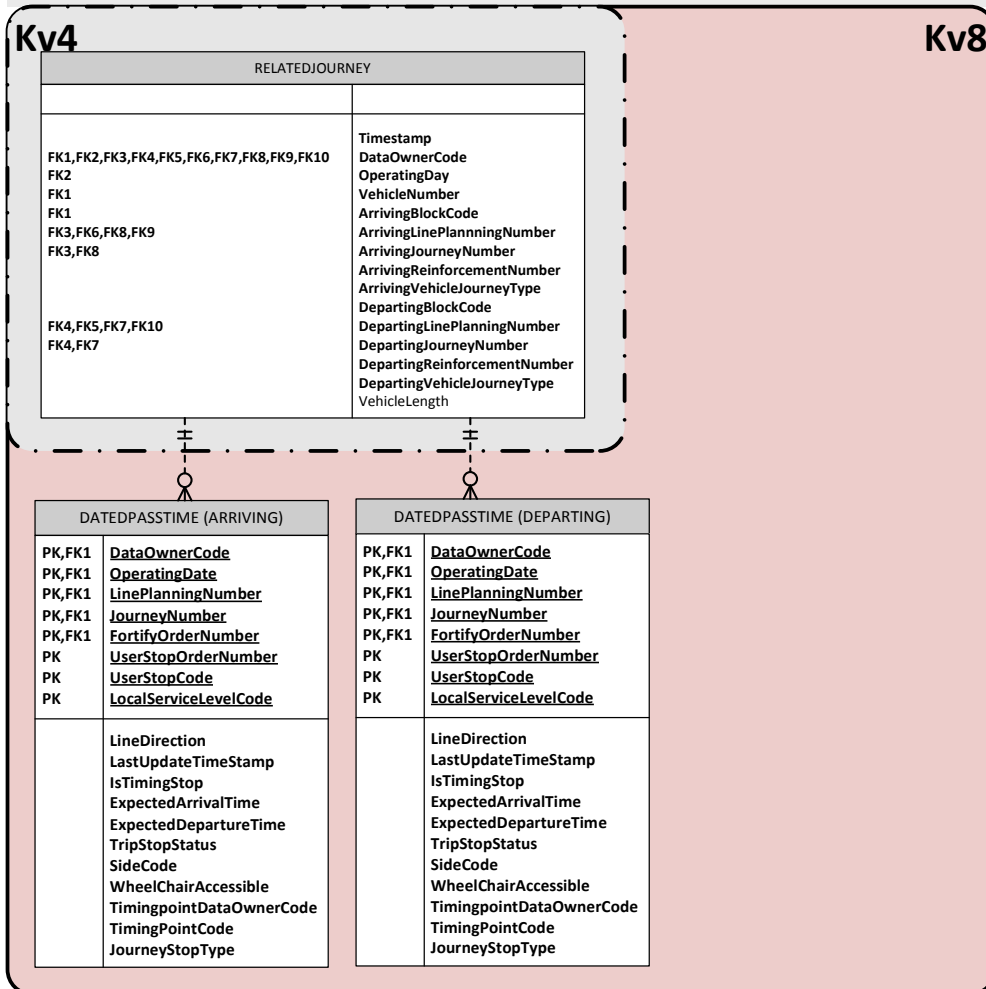 Kv4
Kv8
RELATEDJOURNEY
Timestamp
FK1,FK2,FK3,FK4,FK5,FK6,FK7,FK8,FK9,FK10 DataOwnerCode
FK2 OperatingDay
FK1 VehicleNumber
FK1 ArrivingBlockCode
FK3,FK6,FK8,FK9 ArrivingLinePlannningNumber
FK3,FK8 ArrivingJourneyNumber
ArrivingReinforcementNumber
ArrivingVehicleJourneyType
DepartingBlockCode
FK4,FK5,FK7,FK10 DepartingLinePlanningNumber
FK4,FK7 DepartingJourneyNumber
DepartingReinforcementNumber
DepartingVehicleJourneyType
VehicleLength
DATEDPASSTIME (ARRIVING)
PK,FK1 DataOwnerCode
PK,FK1 OperatingDate
PK,FK1 LinePlanningNumber
PK,FK1 JourneyNumber
PK,FK1 FortifyOrderNumber
PK UserStopOrderNumber
PK UserStopCode
PK LocalServiceLevelCode
LineDirection
LastUpdateTimeStamp
IsTimingStop
ExpectedArrivalTime
ExpectedDepartureTime
TripStopStatus
SideCode
WheelChairAccessible
TimingpointDataOwnerCode
TimingPointCode
JourneyStopType
DATEDPASSTIME (DEPARTING)
PK,FK1 DataOwnerCode
PK,FK1 OperatingDate
PK,FK1 LinePlanningNumber
PK,FK1 JourneyNumber
PK,FK1 FortifyOrderNumber
PK UserStopOrderNumber
PK UserStopCode
PK LocalServiceLevelCode
LineDirection
LastUpdateTimeStamp
IsTimingStop
ExpectedArrivalTime
ExpectedDepartureTime
TripStopStatus
SideCode
WheelChairAccessible
TimingpointDataOwnerCode
TimingPointCode
JourneyStopType